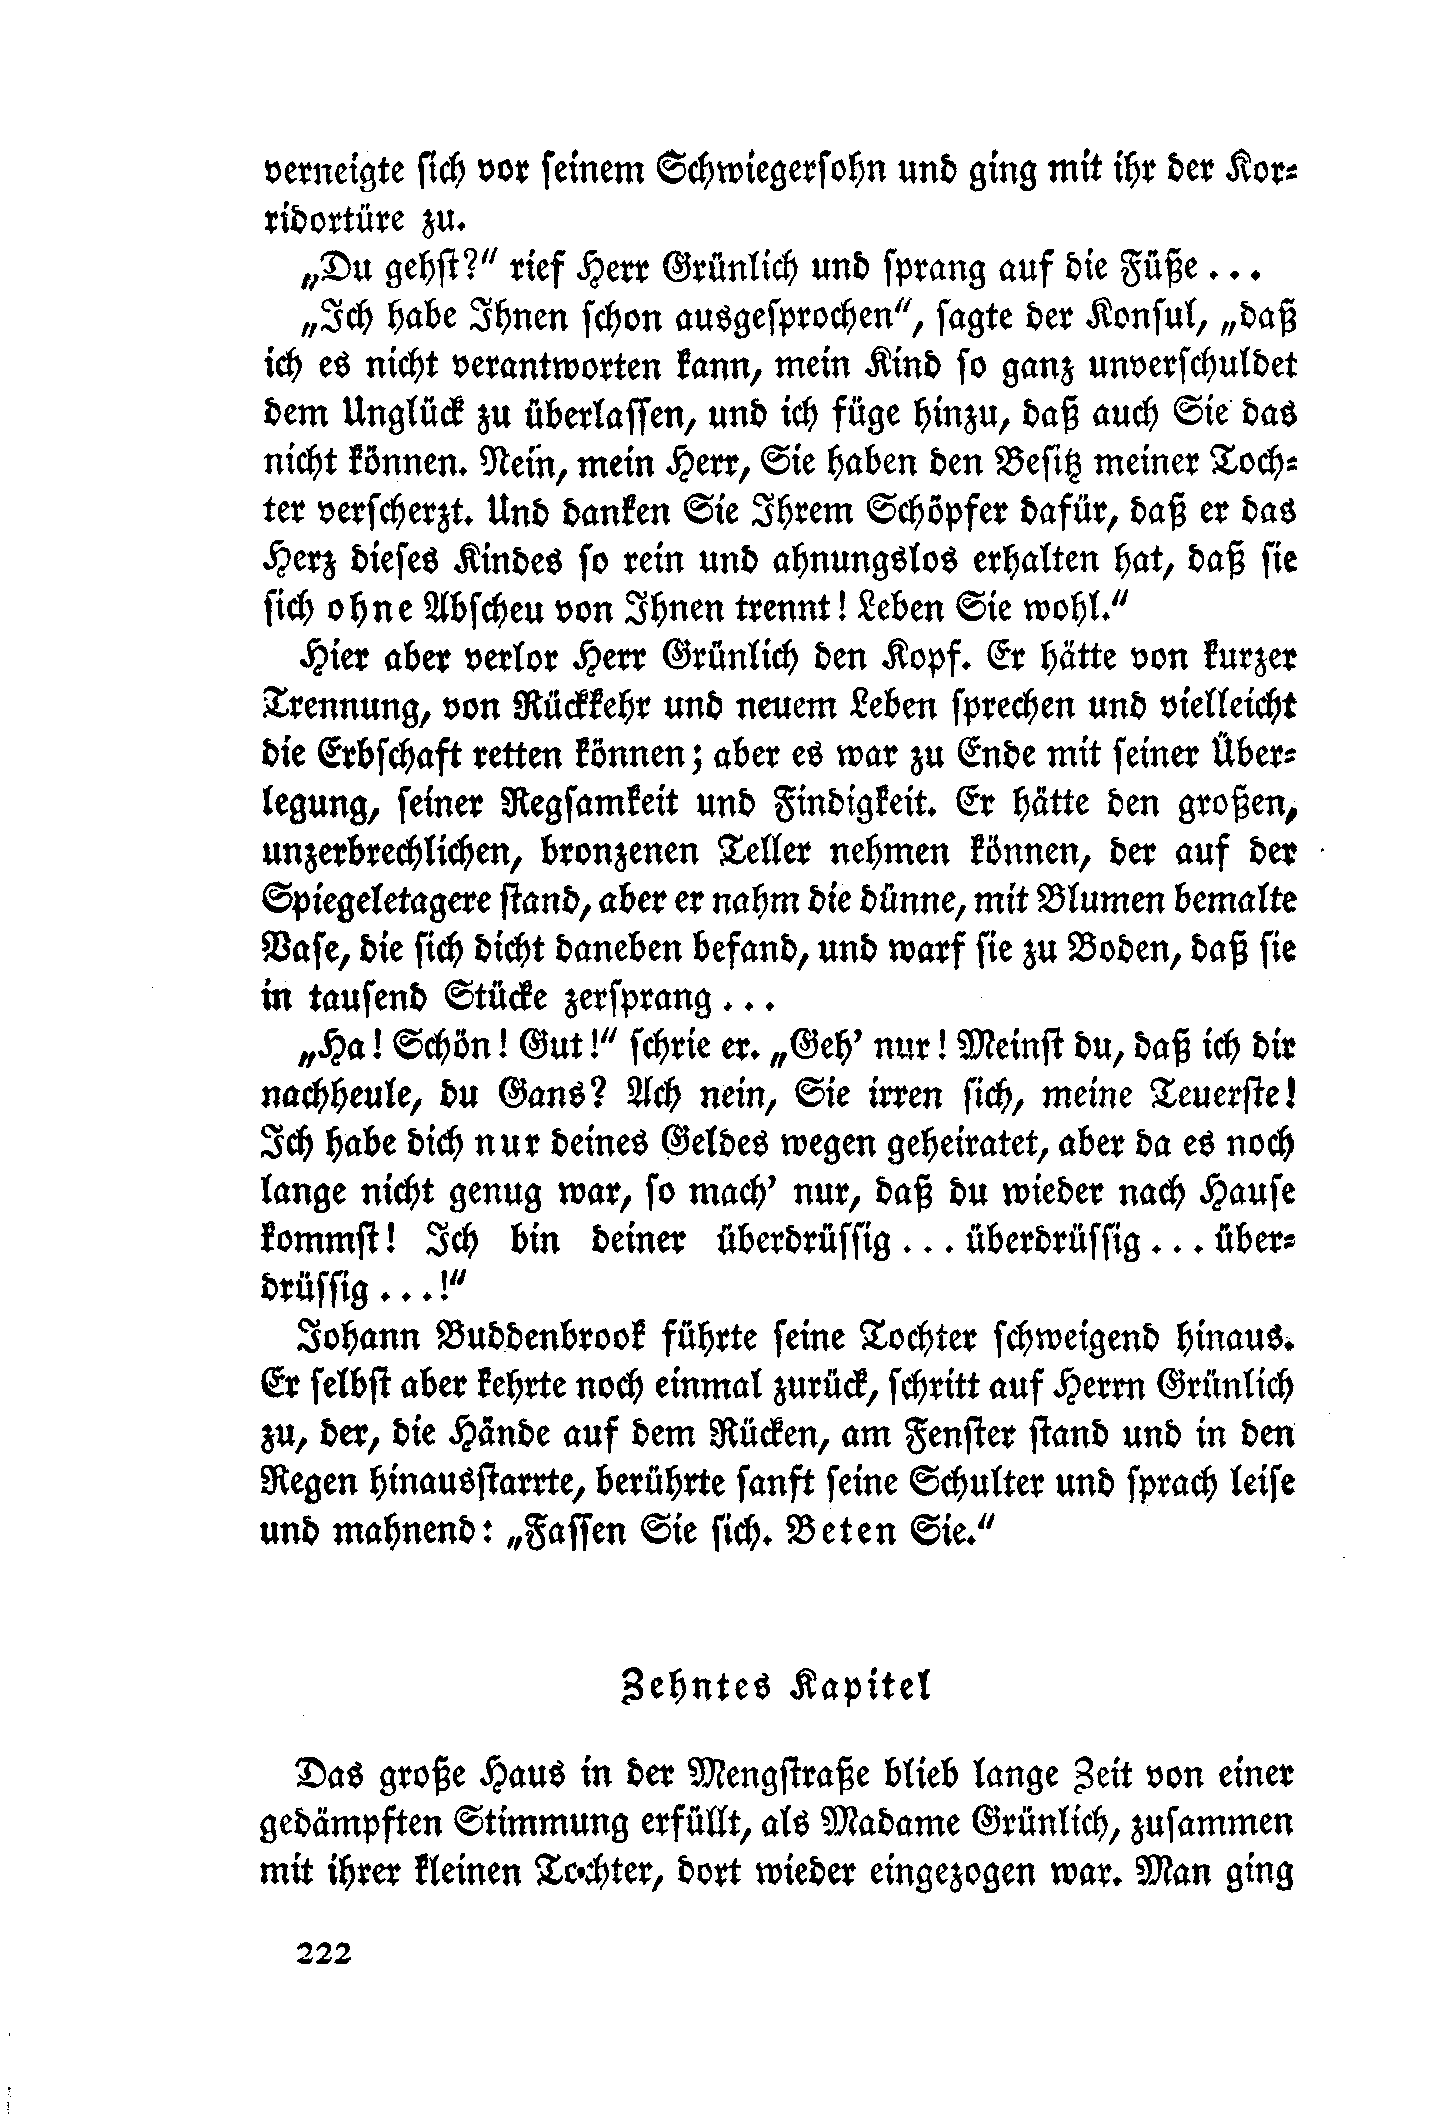 verneigte sich vor seinem Schwiegersohn und ging mit ihr der Kor-
ridortüre zu.
„Du gehst?“ rief Herr Grünlich und sprang auf die Füße . . .
„Ich habe Ihnen schon ausgesprochen“, sagte der Konsul, „daß
ich es nicht verantworten kann, mein Kind so ganz unverschuldet
dem Unglück zu überlassen, und ich füge hinzu, daß auch Sie das
nicht können. Nein, mein Herr, Sie haben den Besitz meiner Toch-
ter verscherzt. Und danken Sie Ihrem Schöpfer dafür, daß er das
Herz dieses Kindes so rein und ahnungslos erhalten hat, daß sie
sich ohne Abscheu von Ihnen trennt! Leben Sie wohl.“
Hier aber verlor Herr Grünlich den Kopf. Er hätte von kurzer
Trennung, von Rückkehr und neuem Leben sprechen und vielleicht
die Erbschaft retten können; aber es war zu Ende mit seiner Über-
legung, seiner Regsamkeit und Findigkeit. Er hätte den großen,
unzerbrechlichen, bronzenen Teller nehmen können, der auf der
Spiegeletagere stand, aber er nahm die dünne, mit Blumen bemalte
Vase, die sich dicht daneben befand, und warf sie zu Boden, daß sie
in tausend Stücke zersprang . . .
„Ha! Schön! Gut!“ schrie er. „Geh’ nur! Meinst du, daß ich dir
nachheule, du Gans? Ach nein, Sie irren sich, meine Teuerste!
Ich habe dich nur deines Geldes wegen geheiratet, aber da es noch
lange nicht genug war, so mach’ nur, daß du wieder nach Hause
kommst! Ich bin deiner überdrüssig . . . überdrüssig . . . über-
drüssig . . .!“
Johann Buddenbrook führte seine Tochter schweigend hinaus.
Er selbst aber kehrte noch einmal zurück, schritt auf Herrn Grünlich
zu, der, die Hände auf dem Rücken, am Fenster stand und in den
Regen hinausstarrte, berührte sanft seine Schulter und sprach leise
und mahnend: „Fassen Sie sich. Beten Sie.“
Zehntes Kapitel
Das große Haus in der Mengstraße blieb lange Zeit von einer
gedämpften Stimmung erfüllt, als Madame Grünlich, zusammen
mit ihrer kleinen Tochter, dort wieder eingezogen war. Man ging
222